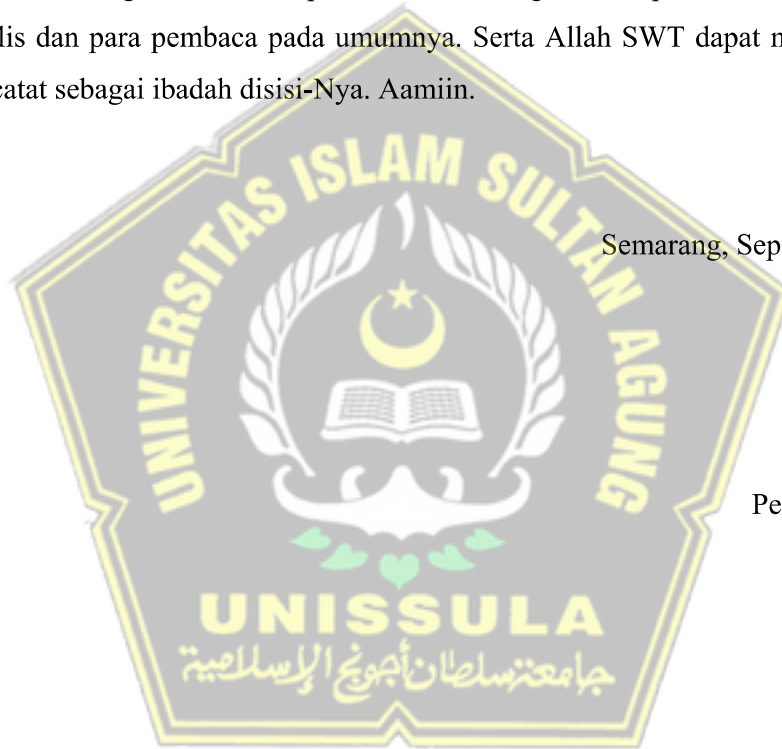 lis dan para pembaca pada umumnya. Serta Allah SWT dapat
catat sebagai ibadah disisi-Nya. Aamiin.
UNIVERSITAS ISLAM SULTAN AGUNG
Semarang, Sep
Pe
UNISSULA
جامعة سلطان أجونج الإسلامية